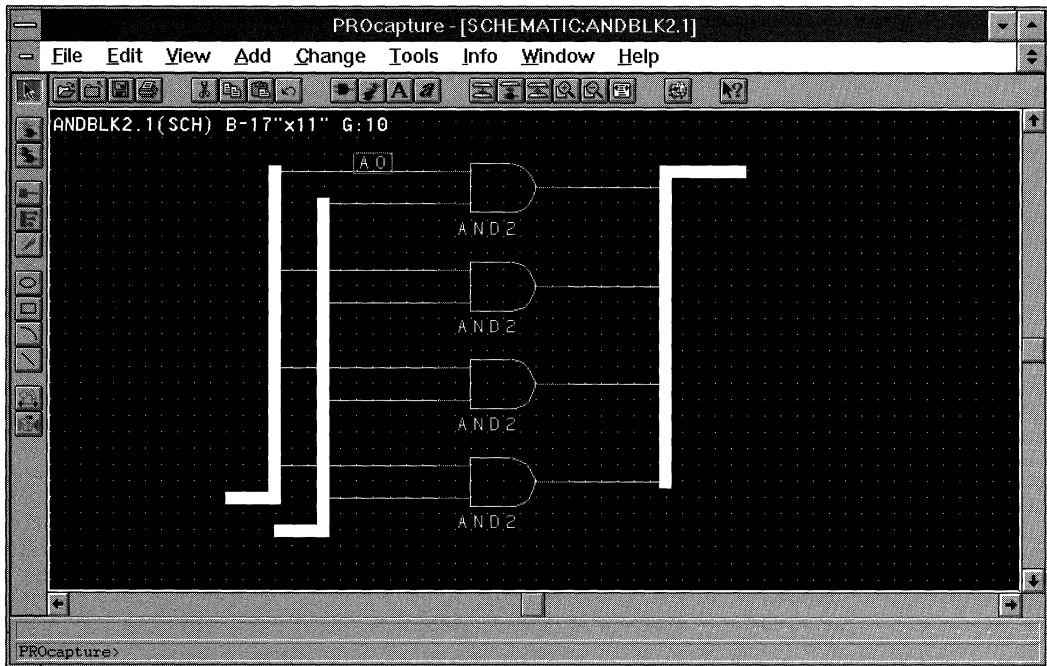 PROcapture - [SCHEMATIC:ANDBLK2.1]
File Edit View Add Change Tools Info Window Help
A a
ANDBLK2.1(SCH) B-17"x11" G:10
A0
AND2
AND2
AND2
AND2
PROcapture>